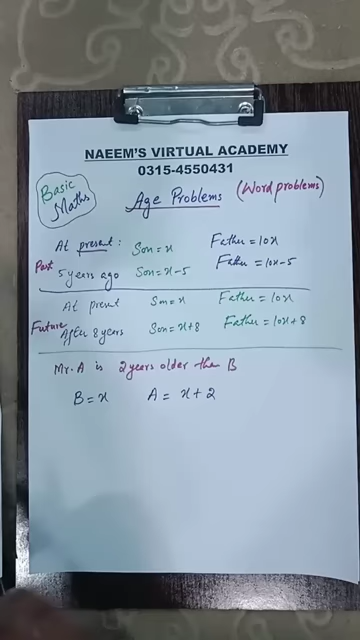 NAEEM'S VIRTUAL ACADEMY
0315-4550431
Basic Maths
Age Problems (Word problems)
At present: Son = x Father = 10x
Past
5 years ago Son = x-5 Father = 10x-5
At present Son = x Father = 10x
Future
After 8 years Son = x+8 Father = 10x+8
Mr. A is 2 years older then B
B = x A = x + 2